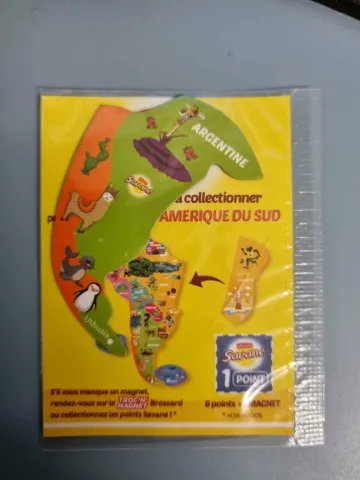 ARGENTINE
Savane
à collectionner
AMERIQUE DU SUD
Ushuaia
Savane
1 POINT
S'il vous manque un magnet,
rendez-vous sur le TROC'N' MAGNET Brossard
ou collectionnez les points Savane ! *
6 points = MAGNET